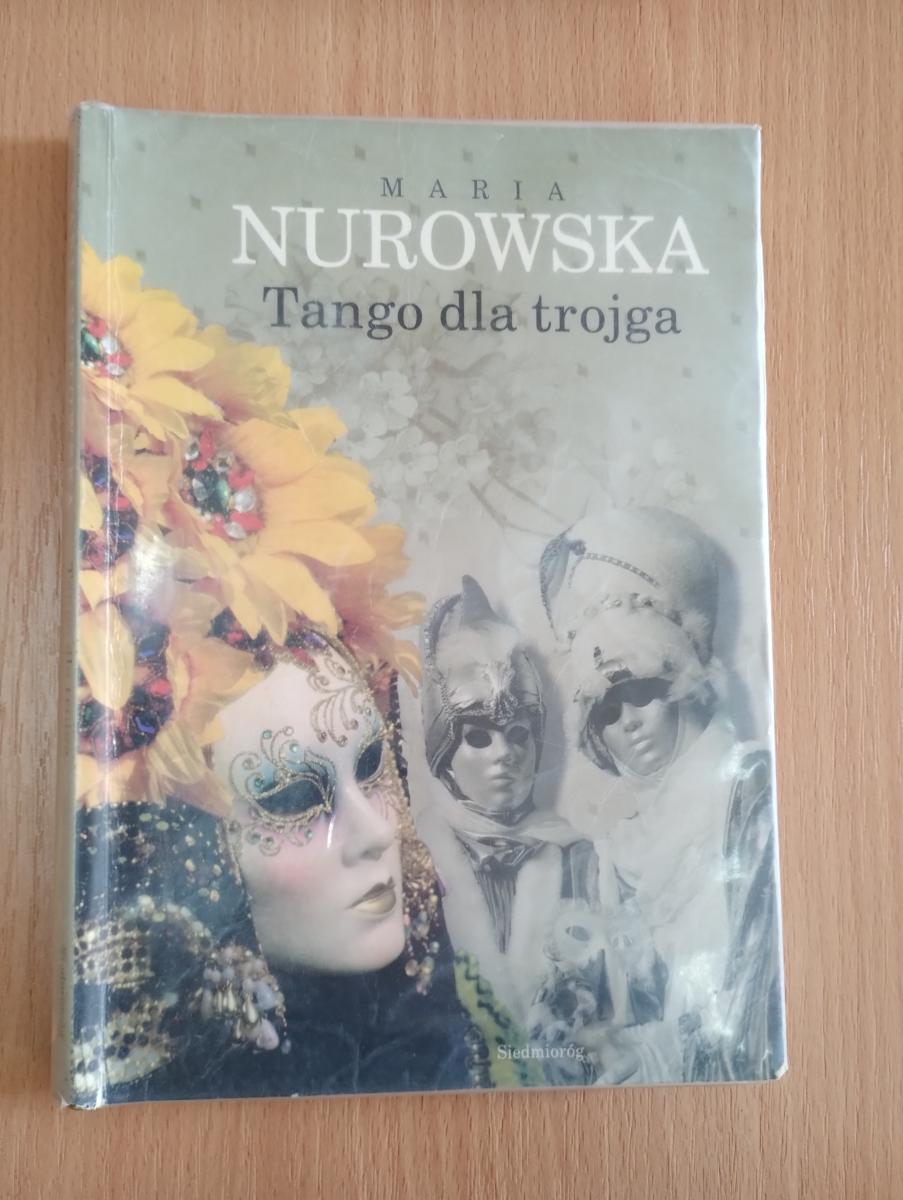 MARIA
NUROWSKA
Tango dla trojga
Siedmioróg